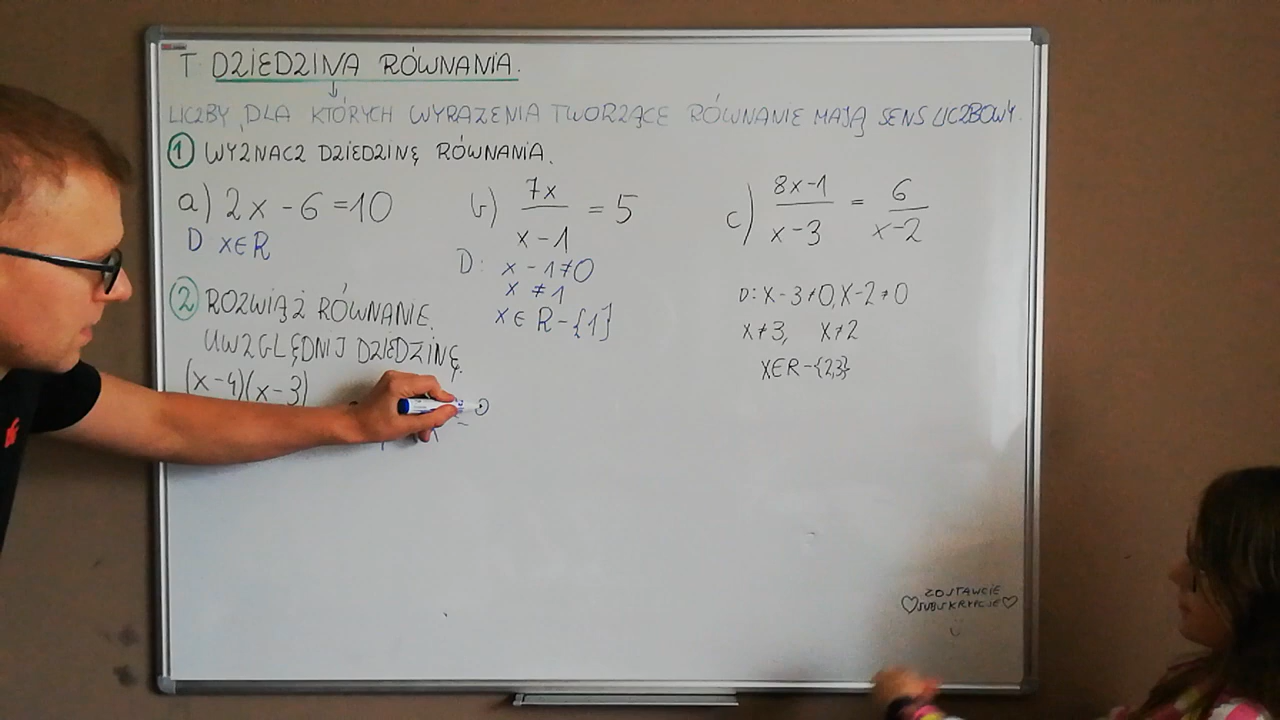 T DZIEDZINA RÓWNANIA.
↓
LICZBY DLA KTÓRYCH WYRAŻENIA TWORZĄCE RÓWNANIE MAJĄ SENS LICZBOWY.
1 WYZNACZ DZIEDZINĘ RÓWNANIA.
a) 2x - 6 = 10
D x∈R
b) 7x / x - 1 = 5
D: x - 1 ≠ 0
x ≠ 1
x ∈ R - {1}
c) 8x-1 / x-3 = 6 / x-2
D: x-3≠0, x-2≠0
x≠3, x≠2
x∈R-{2,3}
2 ROZWIĄŻ RÓWNANIE.
UWZGLĘDNIJ DZIEDZINĘ.
(x-4)(x-3)
ZOSTAWCIE
♡SUBSKRYPCJE♡